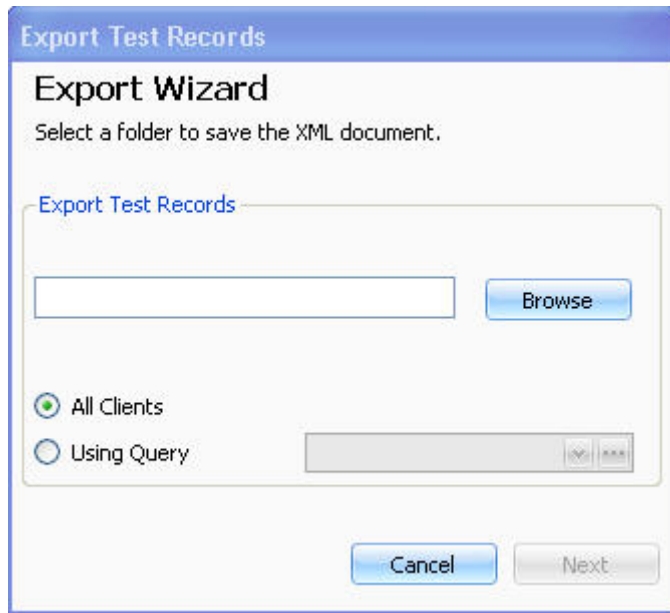 Export Test Records
Export Wizard
Select a folder to save the XML document.
Export Test Records
Browse
All Clients
Using Query
Cancel
Next